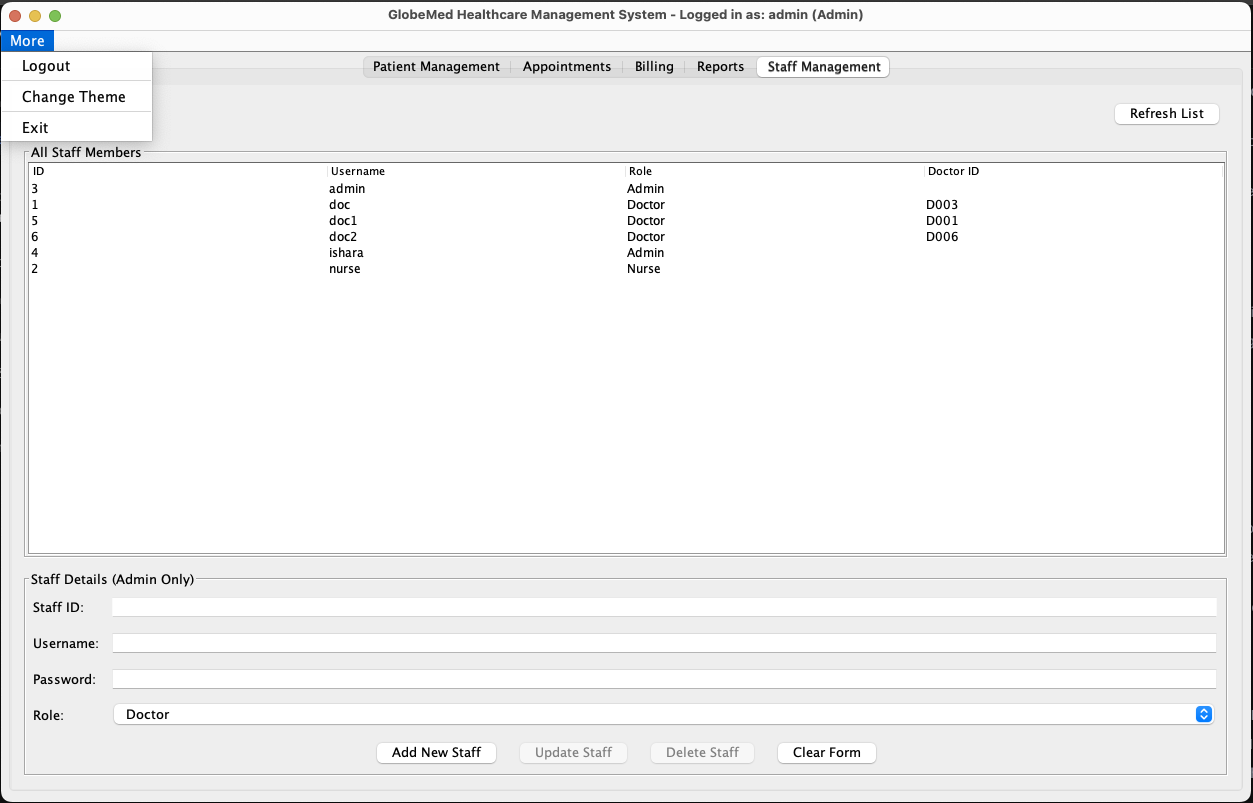 GlobeMed Healthcare Management System - Logged in as: admin (Admin)
More
Logout
Change Theme
Exit
Patient Management Appointments Billing Reports Staff Management
Refresh List
All Staff Members
ID Username Role Doctor ID
3 admin Admin
1 doc Doctor D003
5 doc1 Doctor D001
6 doc2 Doctor D006
4 ishara Admin
2 nurse Nurse
Staff Details (Admin Only)
Staff ID:
Username:
Password:
Role: Doctor
Add New Staff Update Staff Delete Staff Clear Form